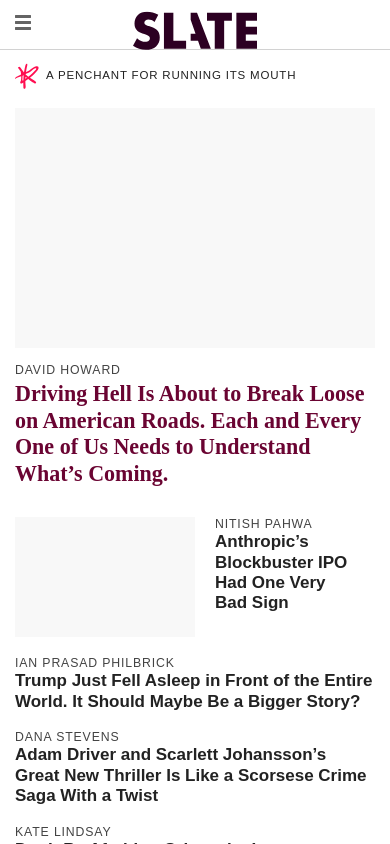 SLATE
A PENCHANT FOR RUNNING ITS MOUTH
DAVID HOWARD
Driving Hell Is About to Break Loose
on American Roads. Each and Every
One of Us Needs to Understand
What’s Coming.
NITISH PAHWA
Anthropic’s
Blockbuster IPO
Had One Very
Bad Sign
IAN PRASAD PHILBRICK
Trump Just Fell Asleep in Front of the Entire
World. It Should Maybe Be a Bigger Story?
DANA STEVENS
Adam Driver and Scarlett Johansson’s
Great New Thriller Is Like a Scorsese Crime
Saga With a Twist
KATE LINDSAY